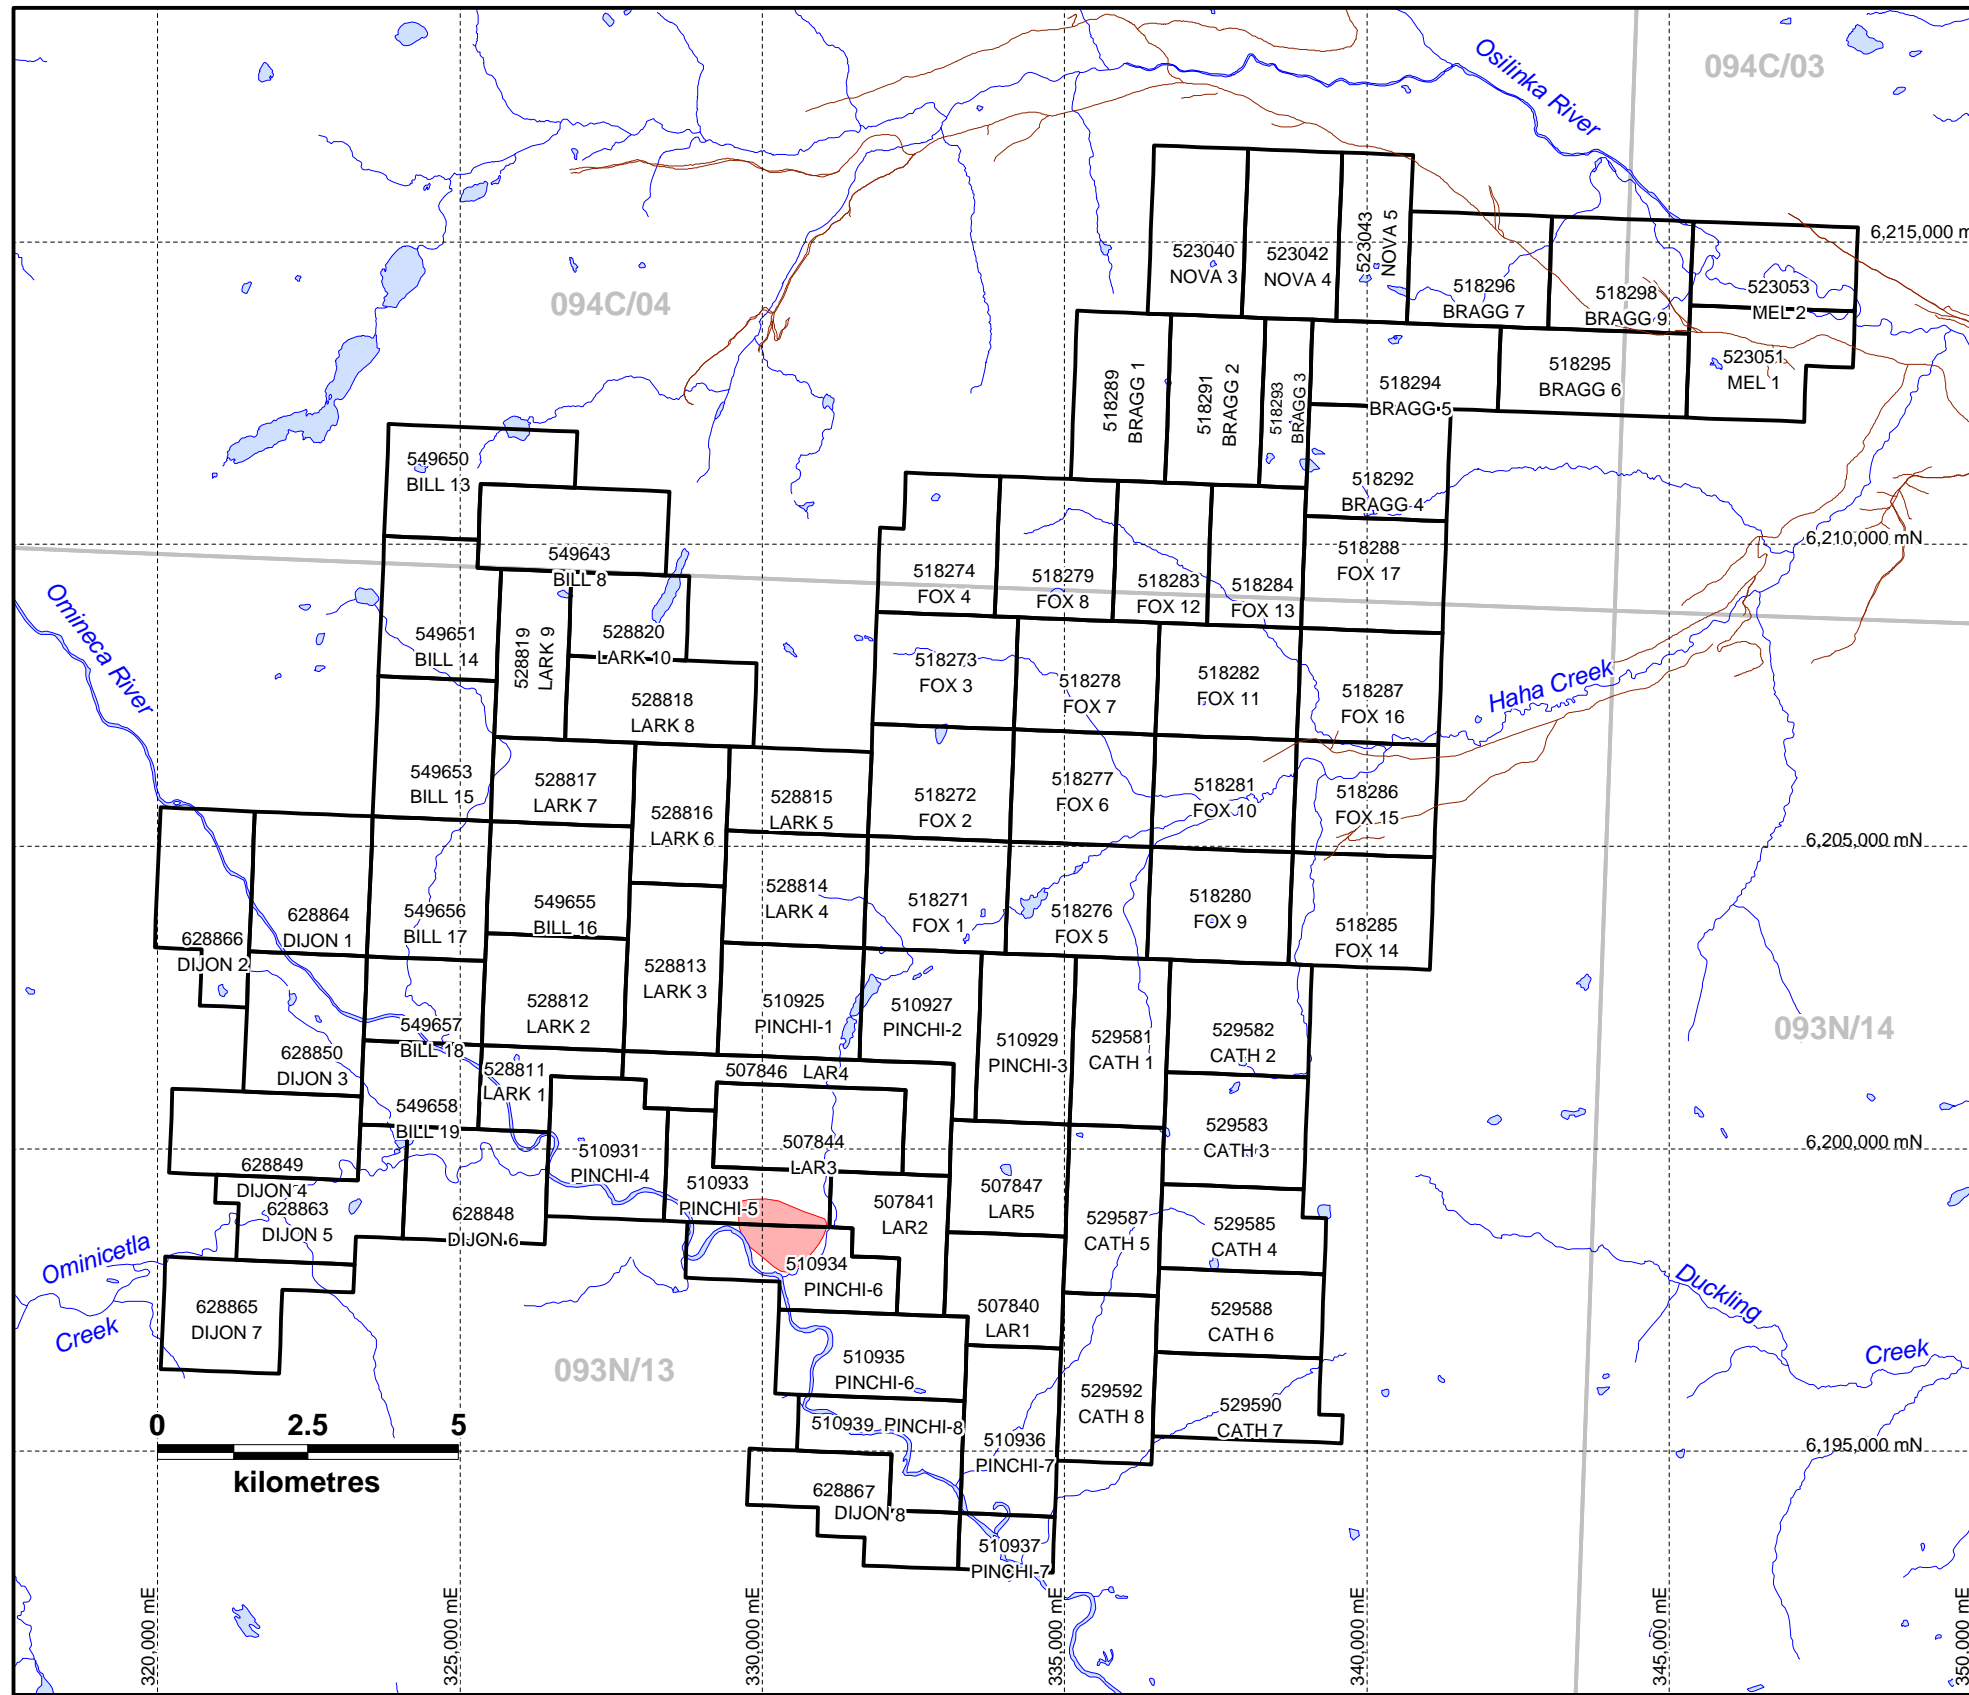 094C/03
Osilinka River
6,215,000 m
523040
NOVA 3
523042
NOVA 4
523043
NOVA 5
518296
BRAGG 7
518298
BRAGG 9
523053
MEL 2
094C/04
518289
BRAGG 1
518291
BRAGG 2
518293
BRAGG 3
518294
BRAGG 5
518295
BRAGG 6
523051
MEL 1
549650
BILL 13
518292
BRAGG 4
6,210,000 mN
549643
BILL 8
518274
FOX 4
518279
FOX 8
518283
FOX 12
518284
FOX 13
518288
FOX 17
Omineca River
549651
BILL 14
528819
LARK 9
528820
LARK 10
528818
LARK 8
518273
FOX 3
518278
FOX 7
518282
FOX 11
518287
FOX 16
Haha Creek
549653
BILL 15
528817
LARK 7
528816
LARK 6
528815
LARK 5
518272
FOX 2
518277
FOX 6
518281
FOX 10
518286
FOX 15
6,205,000 mN
628866
DIJON 2
628864
DIJON 1
549656
BILL 17
549655
BILL 16
528814
LARK 4
518271
FOX 1
518276
FOX 5
518280
FOX 9
518285
FOX 14
528813
LARK 3
528812
LARK 2
510925
PINCHI-1
510927
PINCHI-2
510929
PINCHI-3
529581
CATH 1
529582
CATH 2
093N/14
628850
DIJON 3
549657
BILL 18
528811
LARK 1
507846 LAR4
549658
BILL 19
510931
PINCHI-4
507844
LAR3
529583
CATH 3
6,200,000 mN
628849
DIJON 4
628863
DIJON 5
628848
DIJON 6
510933
PINCHI-5
507841
LAR2
507847
LAR5
529587
CATH 5
529585
CATH 4
Ominicetla
Creek
628865
DIJON 7
510934
PINCHI-6
507840
LAR1
529588
CATH 6
Duckling
Creek
093N/13
510935
PINCHI-6
529592
CATH 8
529590
CATH 7
0 2.5 5
kilometres
510939 PINCHI-8
510936
PINCHI-7
6,195,000 mN
628867
DIJON 8
510937
PINCHI-7
320,000 mE
325,000 mE
330,000 mE
335,000 mE
340,000 mE
345,000 mE
350,000 mE